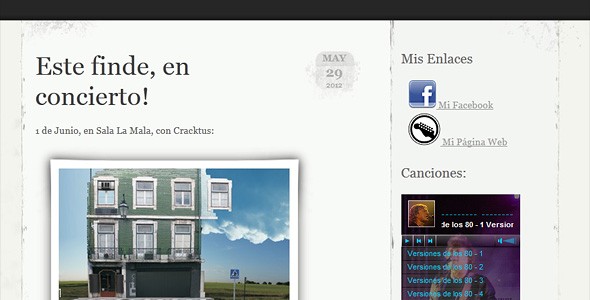 Este finde, en
concierto!
MAY
29
2012
1 de Junio, en Sala La Mala, con Cracktus:
Mis Enlaces
Mi Facebook
Mi Página Web
Canciones:
de los 80 - 1 Version
Versiones de los 80 - 1
Versiones de los 80 - 2
Versiones de los 80 - 3
Versiones de los 80 - 4